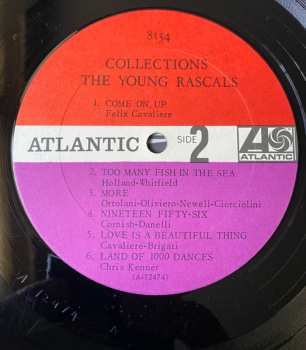 8134
COLLECTIONS
THE YOUNG RASCALS
1. COME ON UP
Felix Cavaliere
ATLANTIC SIDE 2 ATLANTIC
2. TOO MANY FISH IN THE SEA
Holland-Whitfield
3. MORE
Ortolani-Oliviero-Newell-Ciorciolini
4. NINETEEN FIFTY-SIX
Cornish-Danelli
5. LOVE IS A BEAUTIFUL THING
Cavaliere-Brigati
6. LAND OF 1000 DANCES
Chris Kenner
(A-12474)